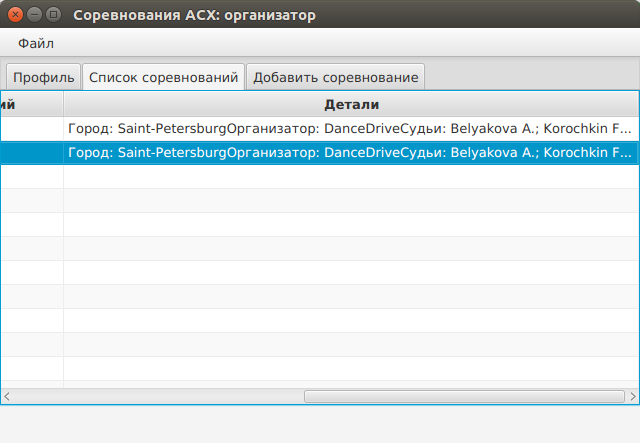 Соревнования АСХ: организатор
Файл
Профиль Список соревнований Добавить соревнование
ий Детали
Город: Saint-PetersburgОрганизатор: DanceDriveСудьи: Belyakova A.; Korochkin F...
Город: Saint-PetersburgОрганизатор: DanceDriveСудьи: Belyakova A.; Korochkin F...